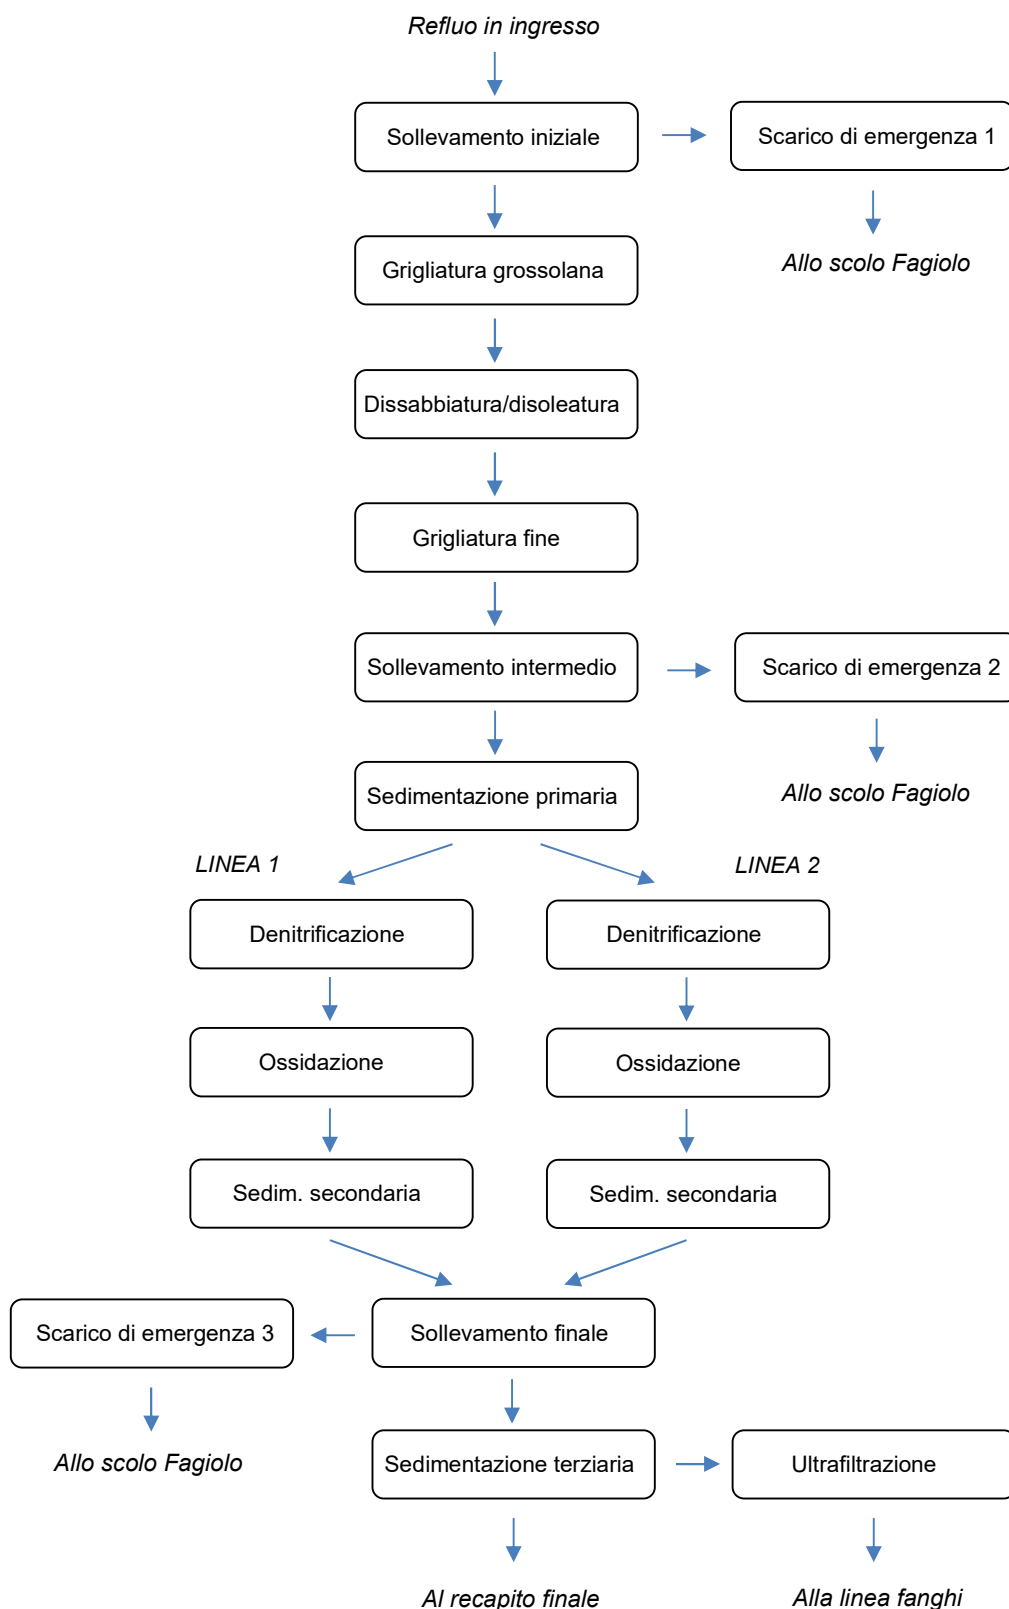 Refluo in ingresso
Sollevamento iniziale
Scarico di emergenza 1
Grigliatura grossolana
Allo scolo Fagiolo
Dissabbiatura/disoleatura
Grigliatura fine
Sollevamento intermedio
Scarico di emergenza 2
Sedimentazione primaria
Allo scolo Fagiolo
LINEA 1
LINEA 2
Denitrificazione
Denitrificazione
Ossidazione
Ossidazione
Sedim. secondaria
Sedim. secondaria
Scarico di emergenza 3
Sollevamento finale
Allo scolo Fagiolo
Sedimentazione terziaria
Ultrafiltrazione
Al recapito finale
Alla linea fanghi